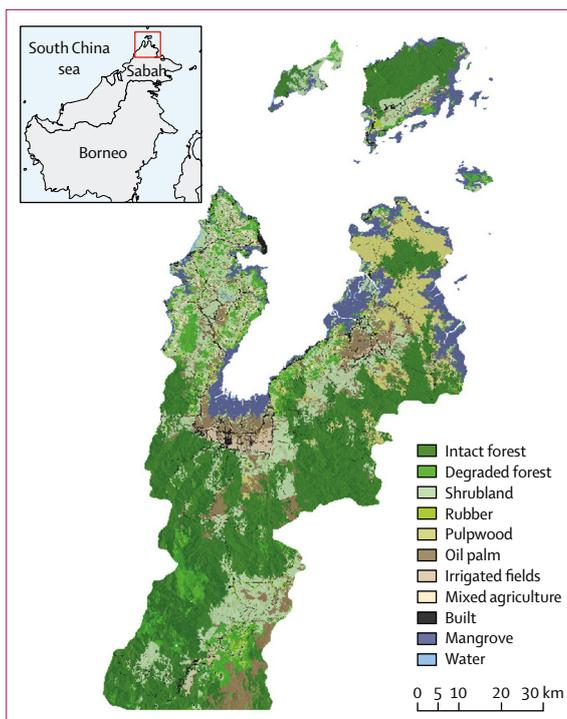 South China
sea
Sabah
Borneo
Intact forest
Degraded forest
Shrubland
Rubber
Pulpwood
Oil palm
Irrigated fields
Mixed agriculture
Built
Mangrove
Water
0 5 10 20 30 km